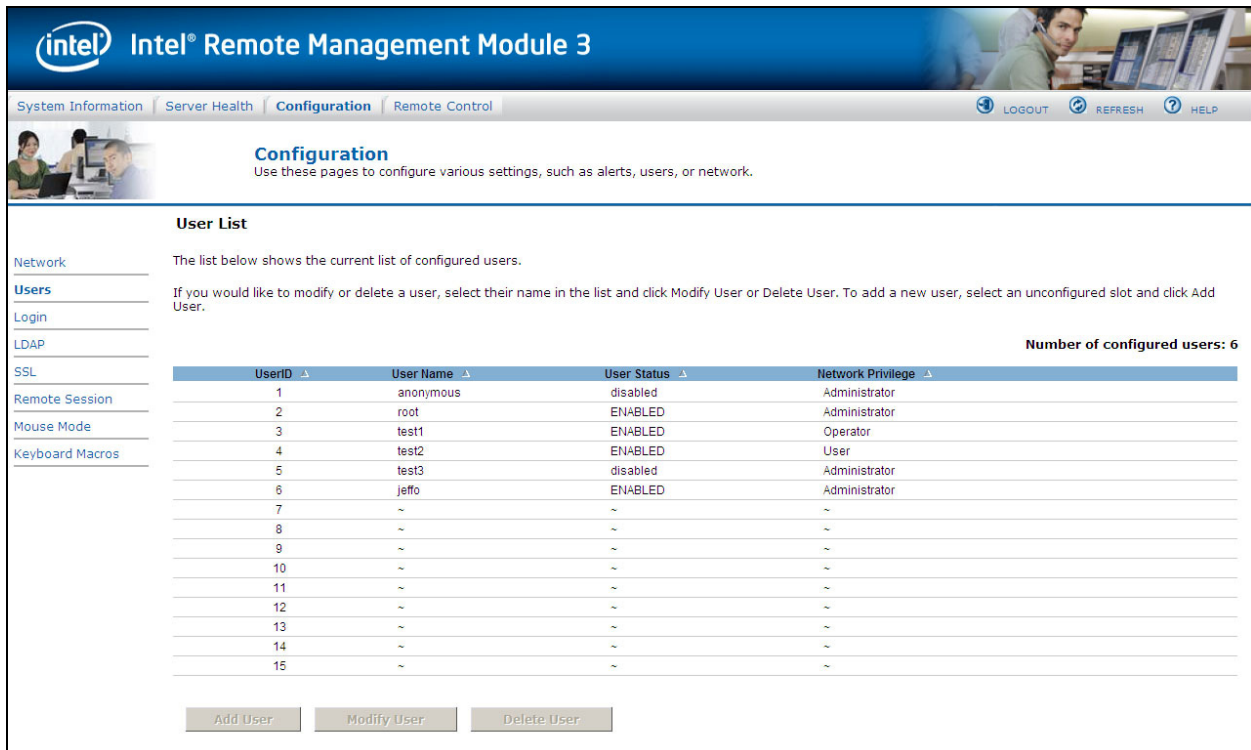 intel Intel® Remote Management Module 3
System Information Server Health Configuration Remote Control LOGOUT REFRESH ? HELP
Configuration
Use these pages to configure various settings, such as alerts, users, or network.
User List
Network
Users
Login
LDAP
SSL
Remote Session
Mouse Mode
Keyboard Macros
The list below shows the current list of configured users.
If you would like to modify or delete a user, select their name in the list and click Modify User or Delete User. To add a new user, select an unconfigured slot and click Add
User.
Number of configured users: 6
UserID User Name User Status Network Privilege
1 anonymous disabled Administrator
2 root ENABLED Administrator
3 test1 ENABLED Operator
4 test2 ENABLED User
5 test3 disabled Administrator
6 jeffo ENABLED Administrator
7 ~ ~ ~
8 ~ ~ ~
9 ~ ~ ~
10 ~ ~ ~
11 ~ ~ ~
12 ~ ~ ~
13 ~ ~ ~
14 ~ ~ ~
15 ~ ~ ~
Add User Modify User Delete User